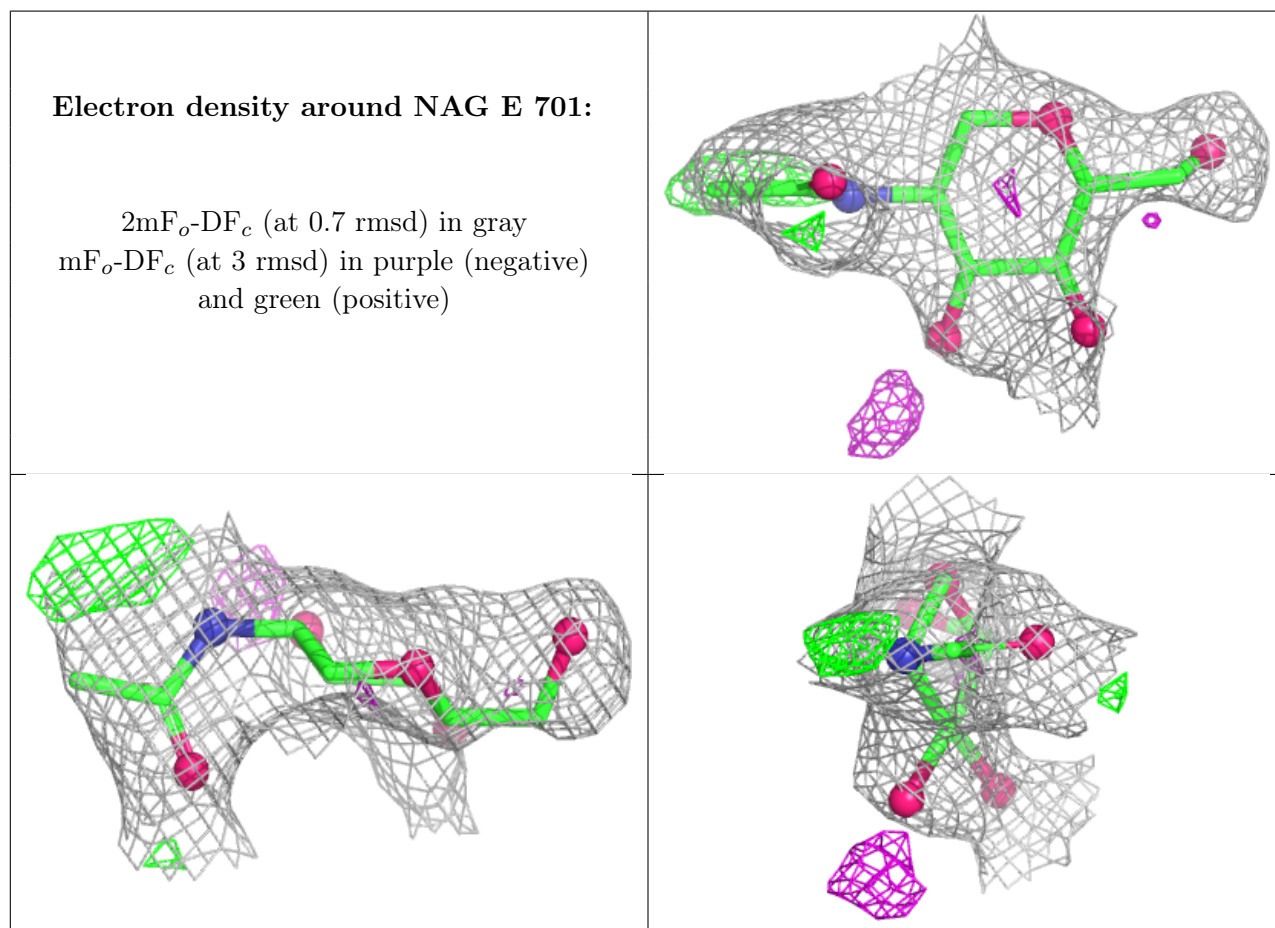 Electron density around NAG E 701:
2mFₒ-DF𝒸 (at 0.7 rmsd) in gray
mFₒ-DF𝒸 (at 3 rmsd) in purple (negative)
and green (positive)